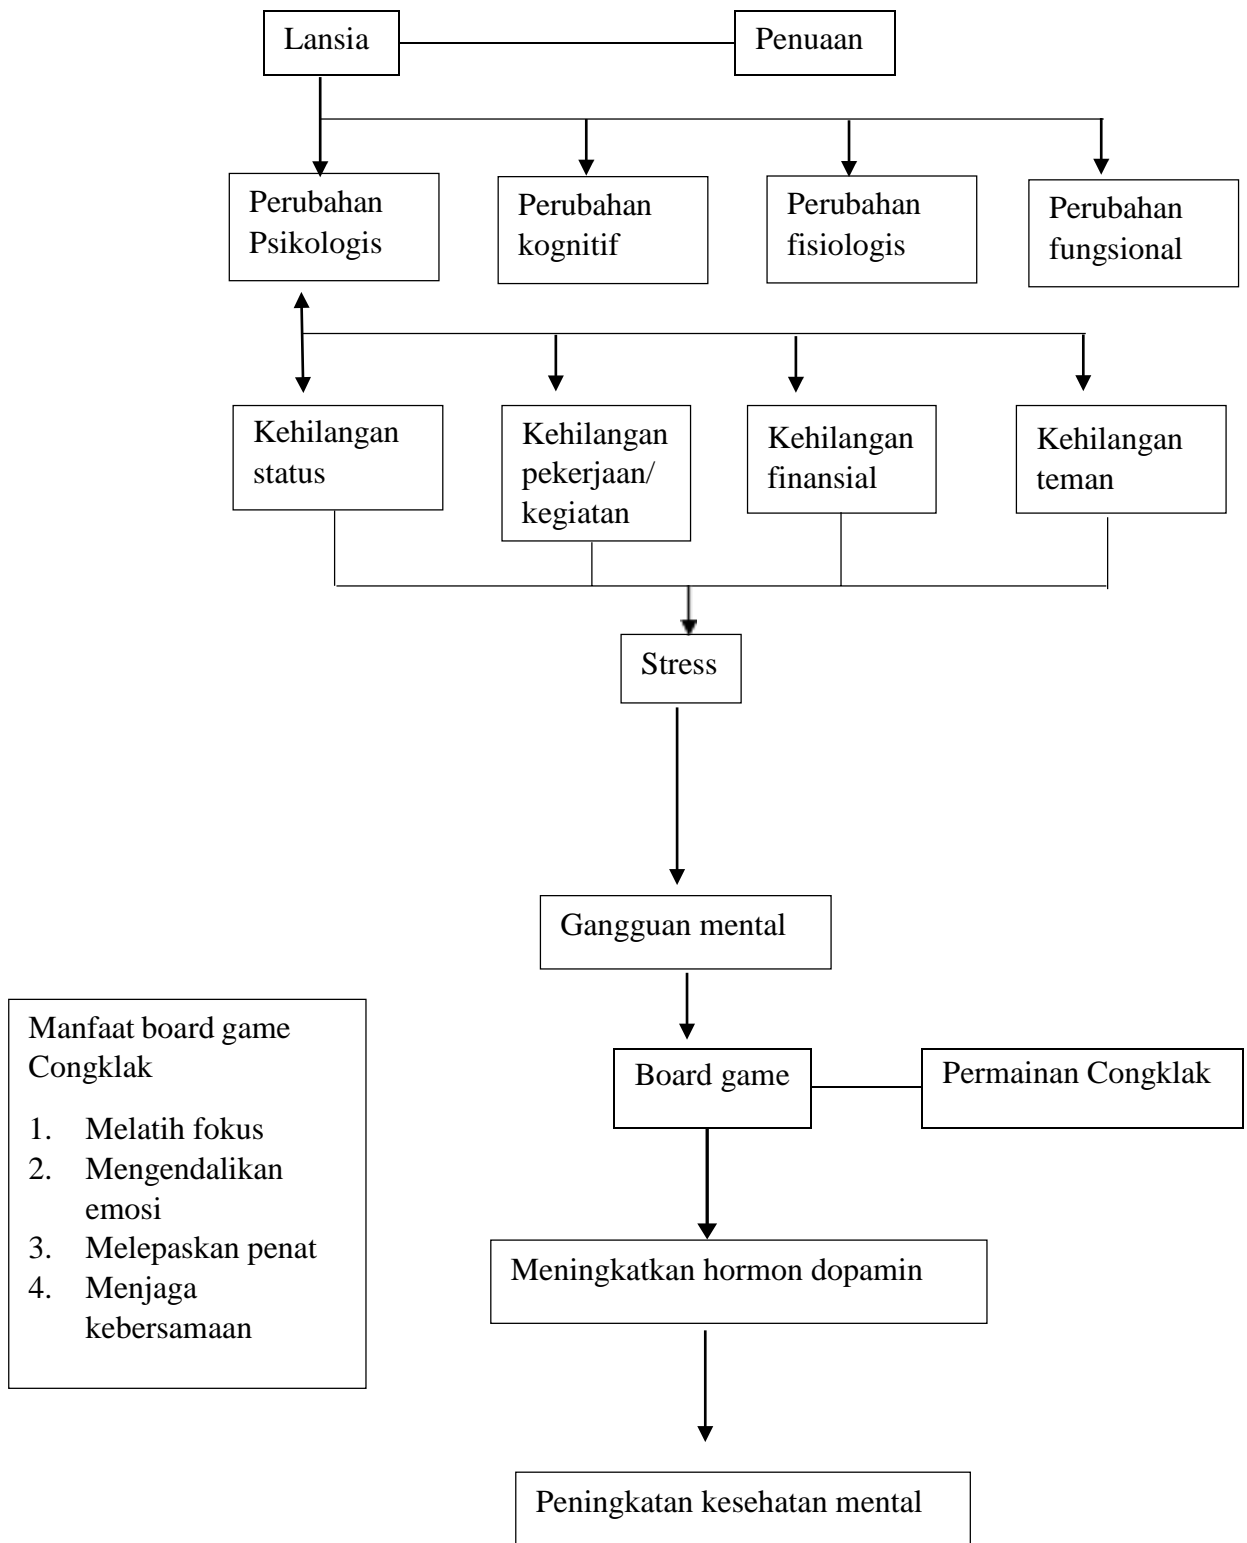 Lansia
Penuaan
Perubahan
Psikologis
Perubahan
kognitif
Perubahan
fisiologis
Perubahan
fungsional
Kehilangan
status
Kehilangan
pekerjaan/
kegiatan
Kehilangan
finansial
Kehilangan
teman
Stress
Gangguan mental
Manfaat board game
Congklak
1. Melatih fokus
2. Mengendalikan
emosi
3. Melepaskan penat
4. Menjaga
kebersamaan
Board game
Permainan Congklak
Meningkatkan hormon dopamin
Peningkatan kesehatan mental